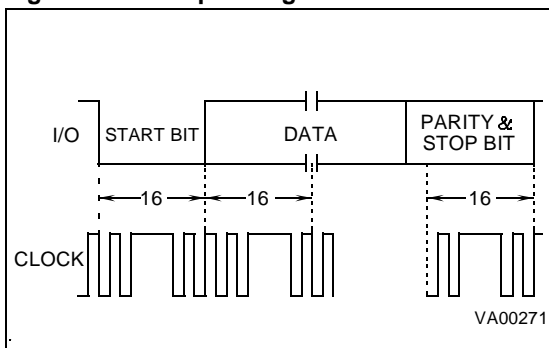 I/O START BIT DATA PARITY &
STOP BIT
16 16 16
CLOCK
VA00271